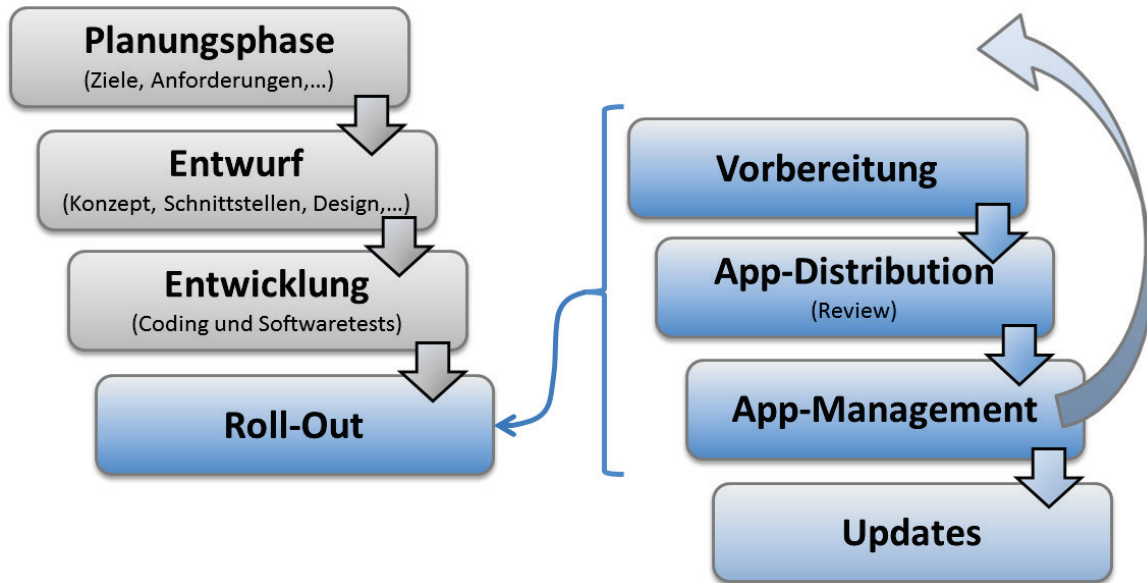 Planungsphase
(Ziele, Anforderungen,...)
Entwurf
(Konzept, Schnittstellen, Design,...)
Entwicklung
(Coding und Softwaretests)
Roll-Out
Vorbereitung
App-Distribution
(Review)
App-Management
Updates